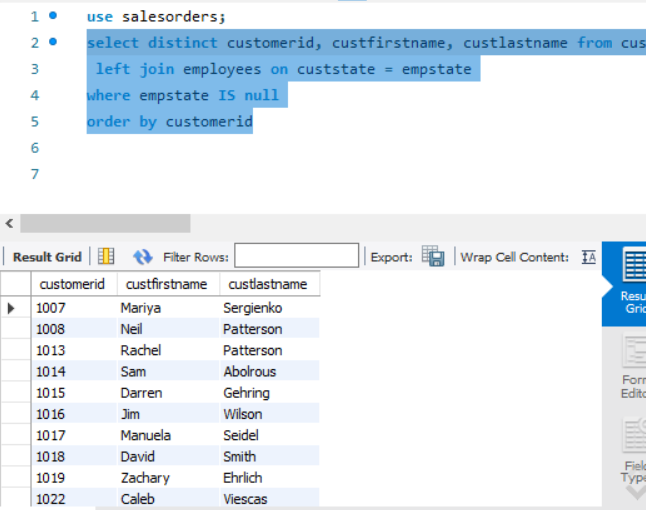 1 use salesorders;
2 select distinct customerid, custfirstname, custlastname from cus
3 left join employees on custstate = empstate
4 where empstate IS null
5 order by customerid
6
7
Result Grid Filter Rows: Export: Wrap Cell Content: IA
customerid custfirstname custlastname
1007 Mariya Sergienko
1008 Neil Patterson
1013 Rachel Patterson
1014 Sam Abolrous
1015 Darren Gehring
1016 Jim Wilson
1017 Manuela Seidel
1018 David Smith
1019 Zachary Ehrlich
1022 Caleb Viescas
Resu
Grid
Forr
Edito
Field
Type